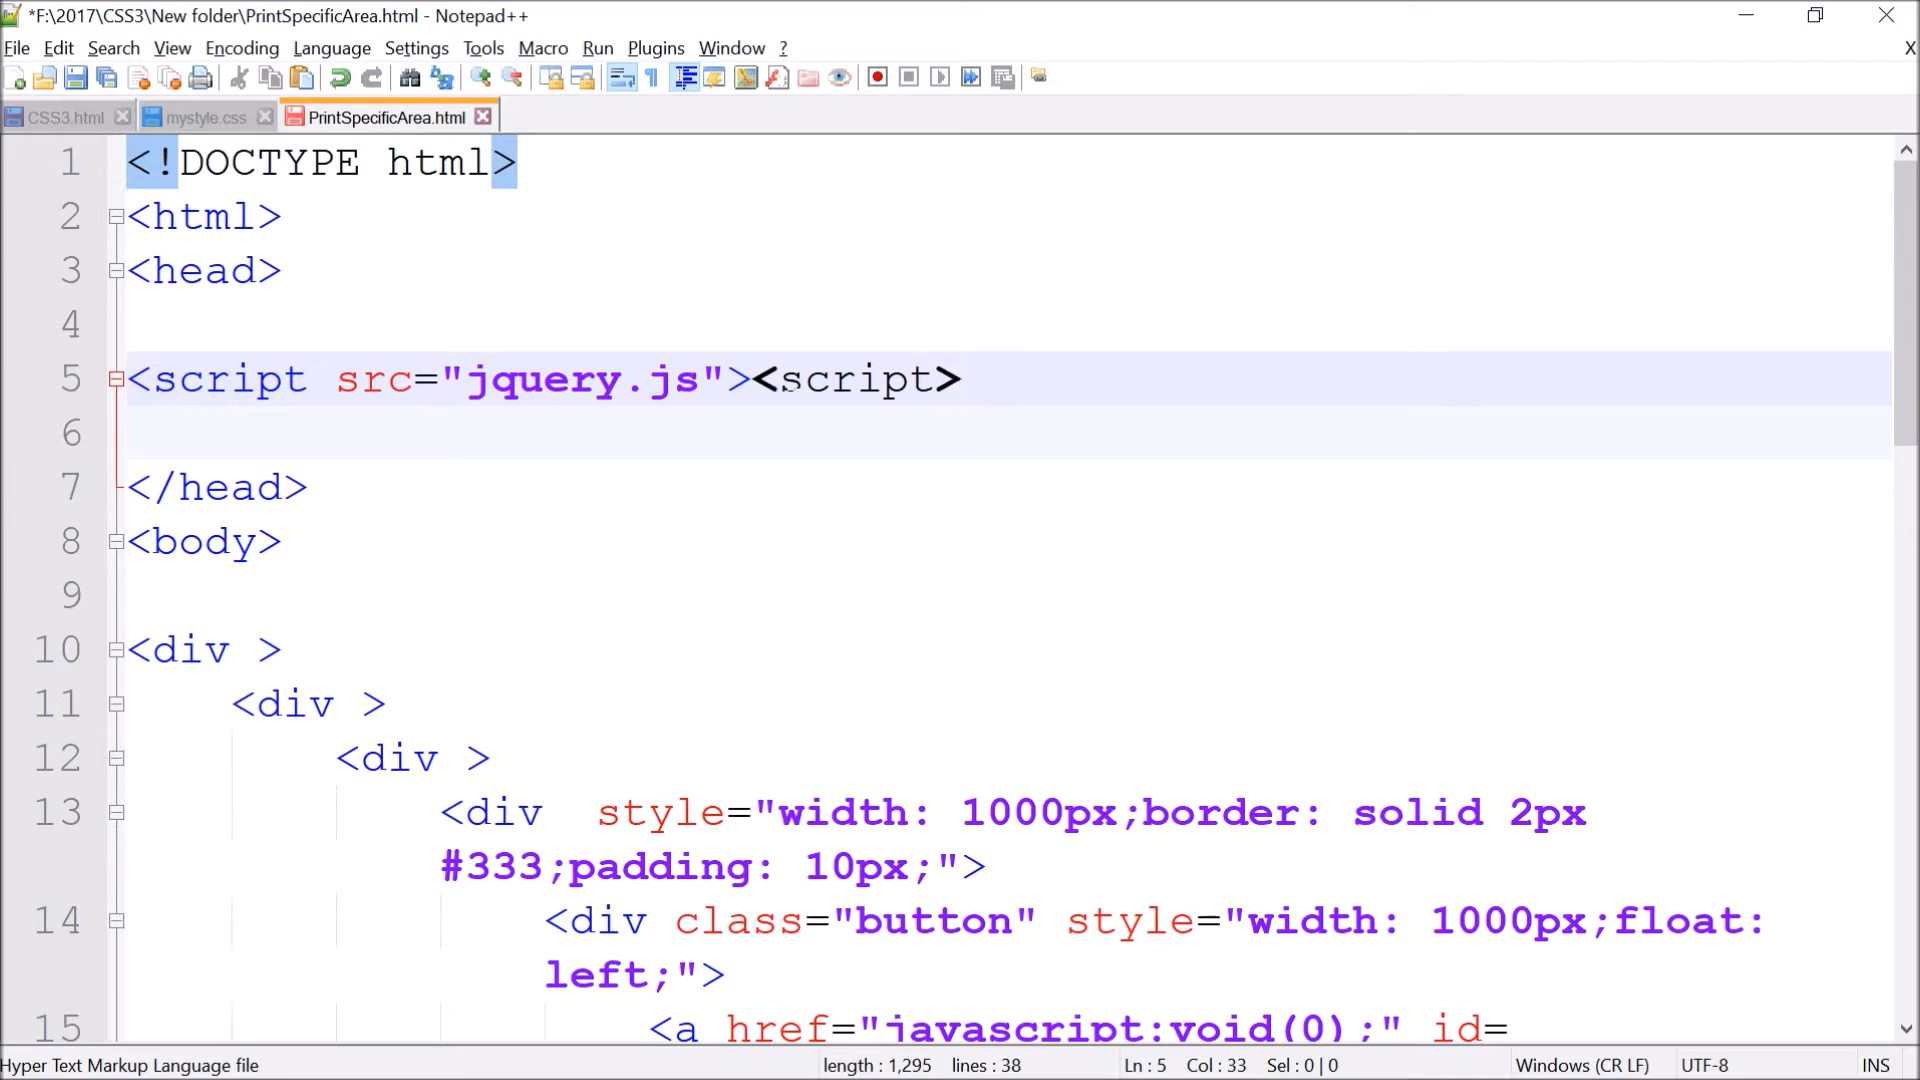 *F:\2017\CSS3\New folder\PrintSpecificArea.html - Notepad++
File Edit Search View Encoding Language Settings Tools Macro Run Plugins Window ? X
CSS3.html mystyle.css PrintSpecificArea.html
1 <!DOCTYPE html>
2 <html>
3 <head>
4
5 <script src="jquery.js"><script>
6
7 </head>
8 <body>
9
10 <div >
11 <div >
12 <div >
13 <div  style="width: 1000px;border: solid 2px
#333;padding: 10px;">
14 <div class="button" style="width: 1000px;float:
left;">
15 <a href="javascript:void(0);" id=
Hyper Text Markup Language file length : 1,295 lines : 38 Ln : 5 Col : 33 Sel : 0 | 0 Windows (CR LF) UTF-8 INS